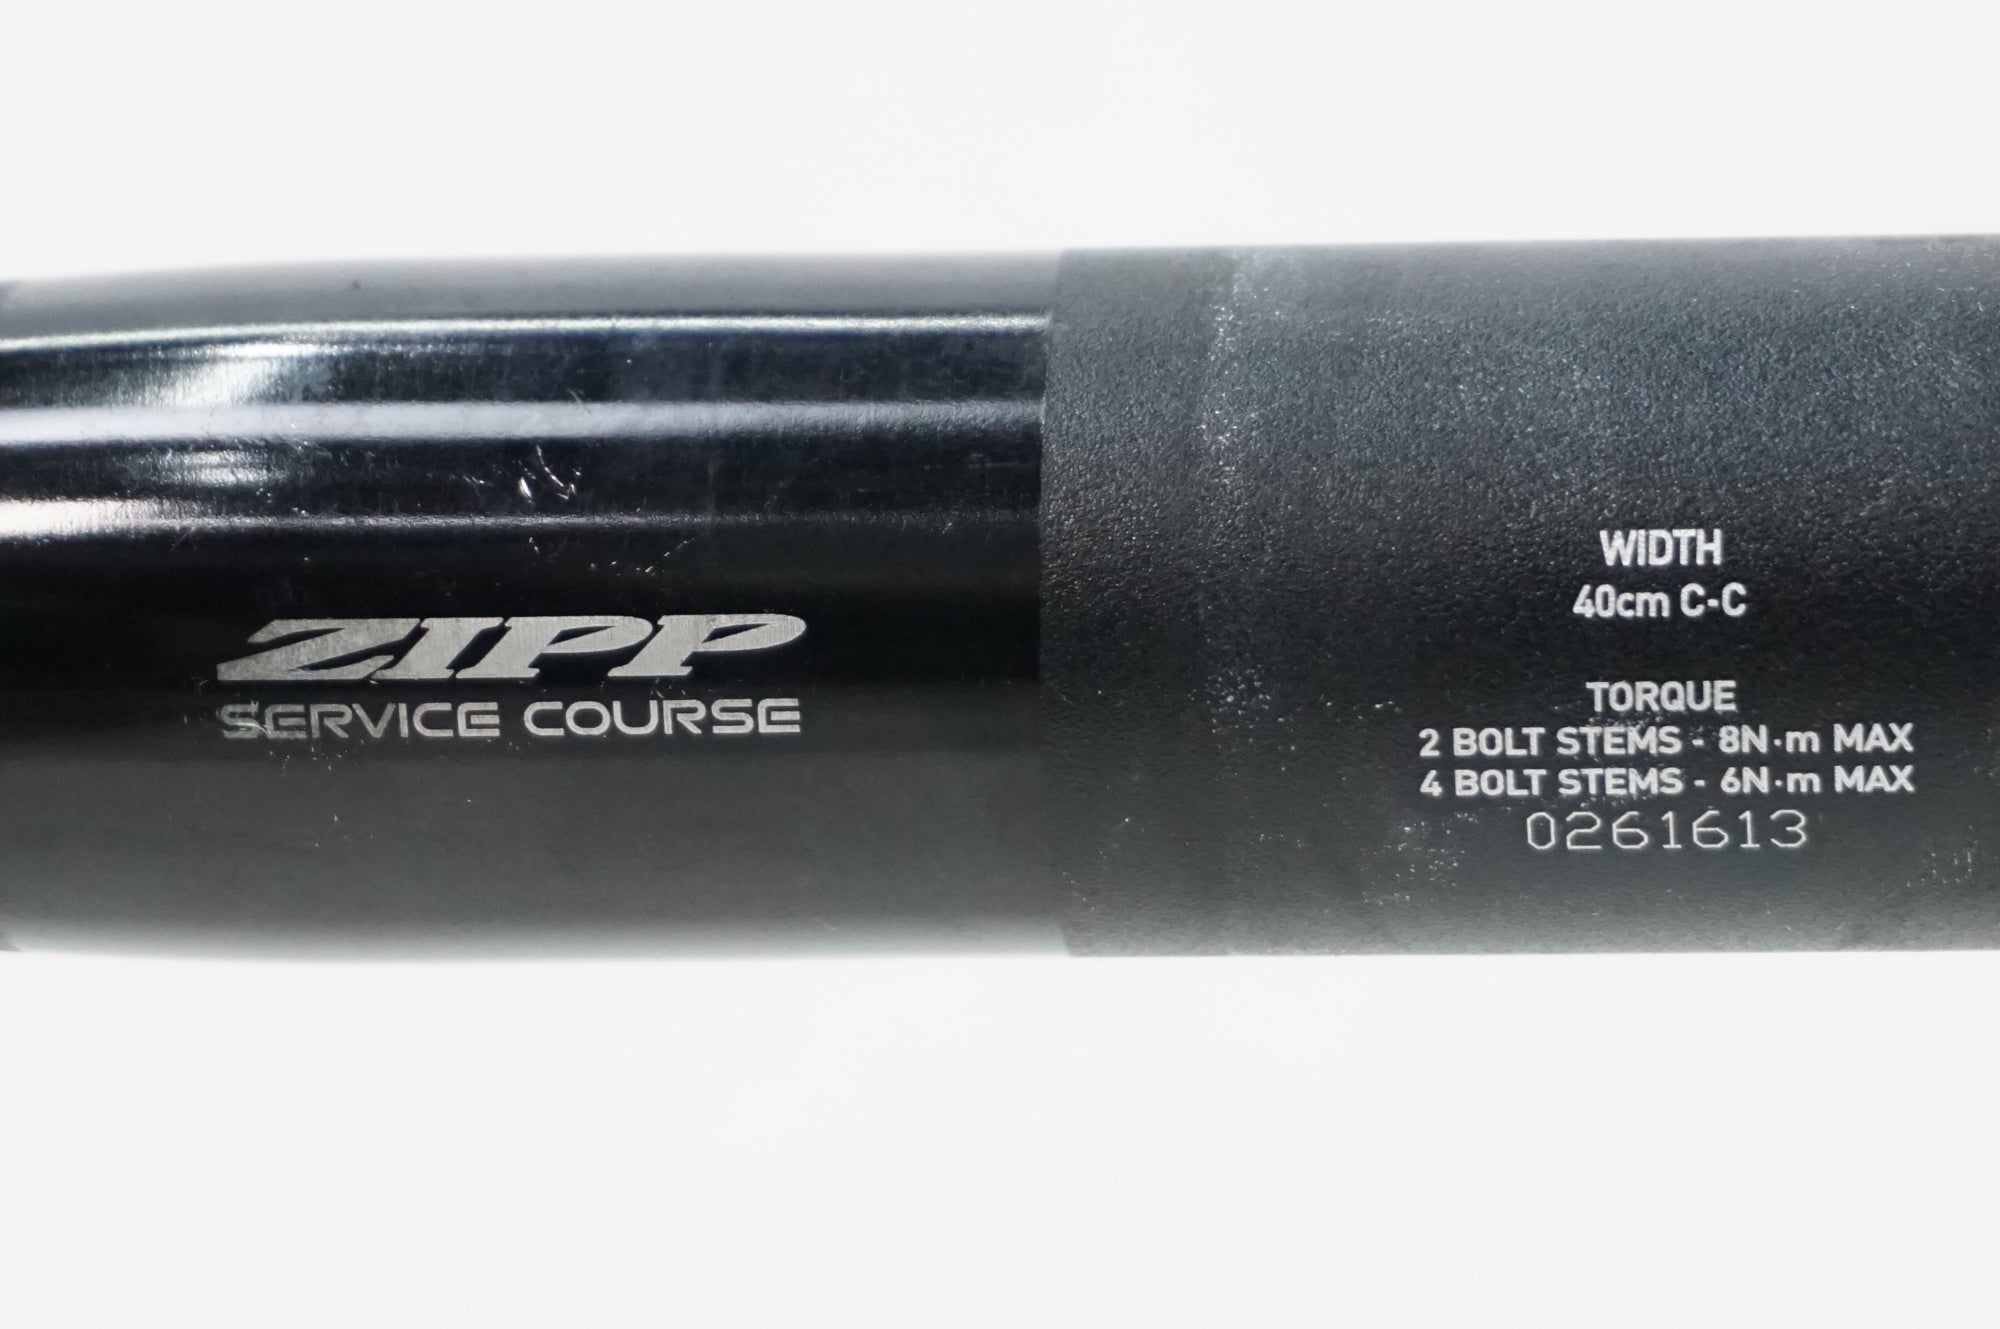 ZIPP
SERVICE COURSE
WIDTH
40cm C-C
TORQUE
2 BOLT STEMS - 8N·m MAX
4 BOLT STEMS - 6N·m MAX
0261613